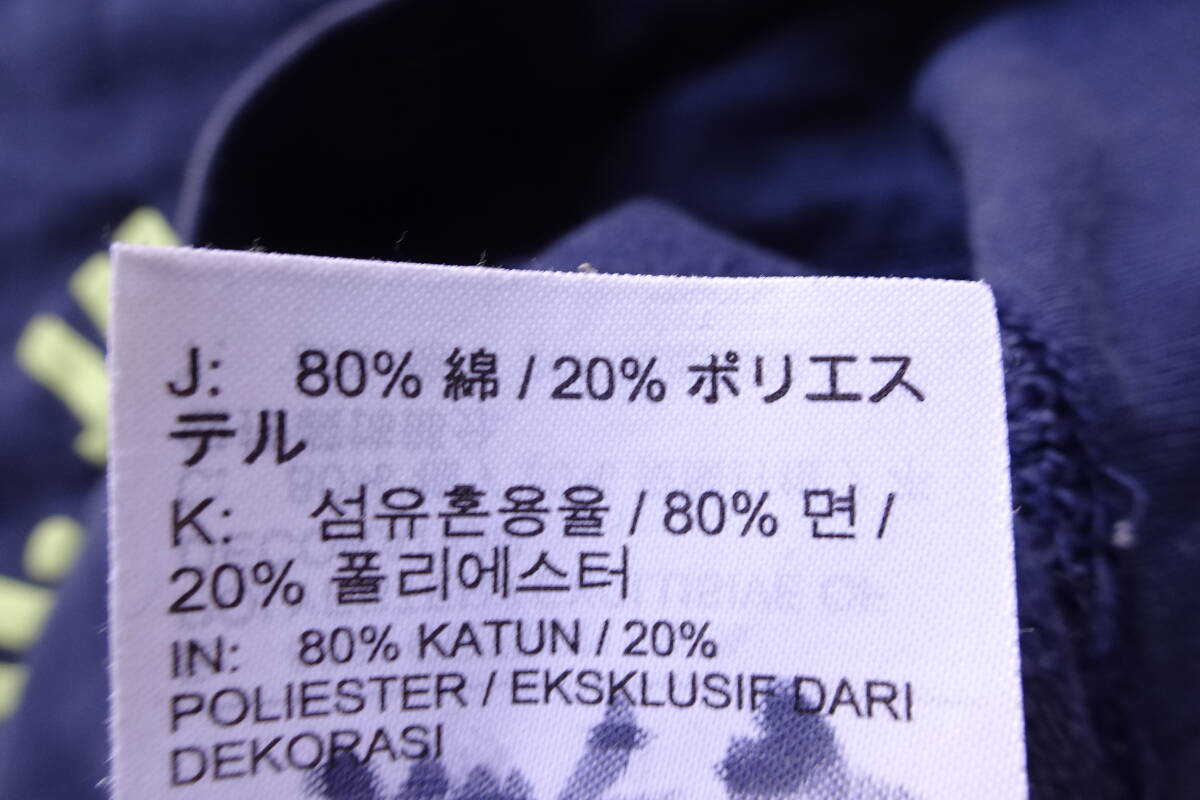 J: 80% 綿 / 20% ポリエス
テル
K: 섬유혼용율 / 80% 면 /
20% 폴리에스터
IN: 80% KATUN / 20%
POLIESTER / EKSKLUSIF DARI
DEKORASI